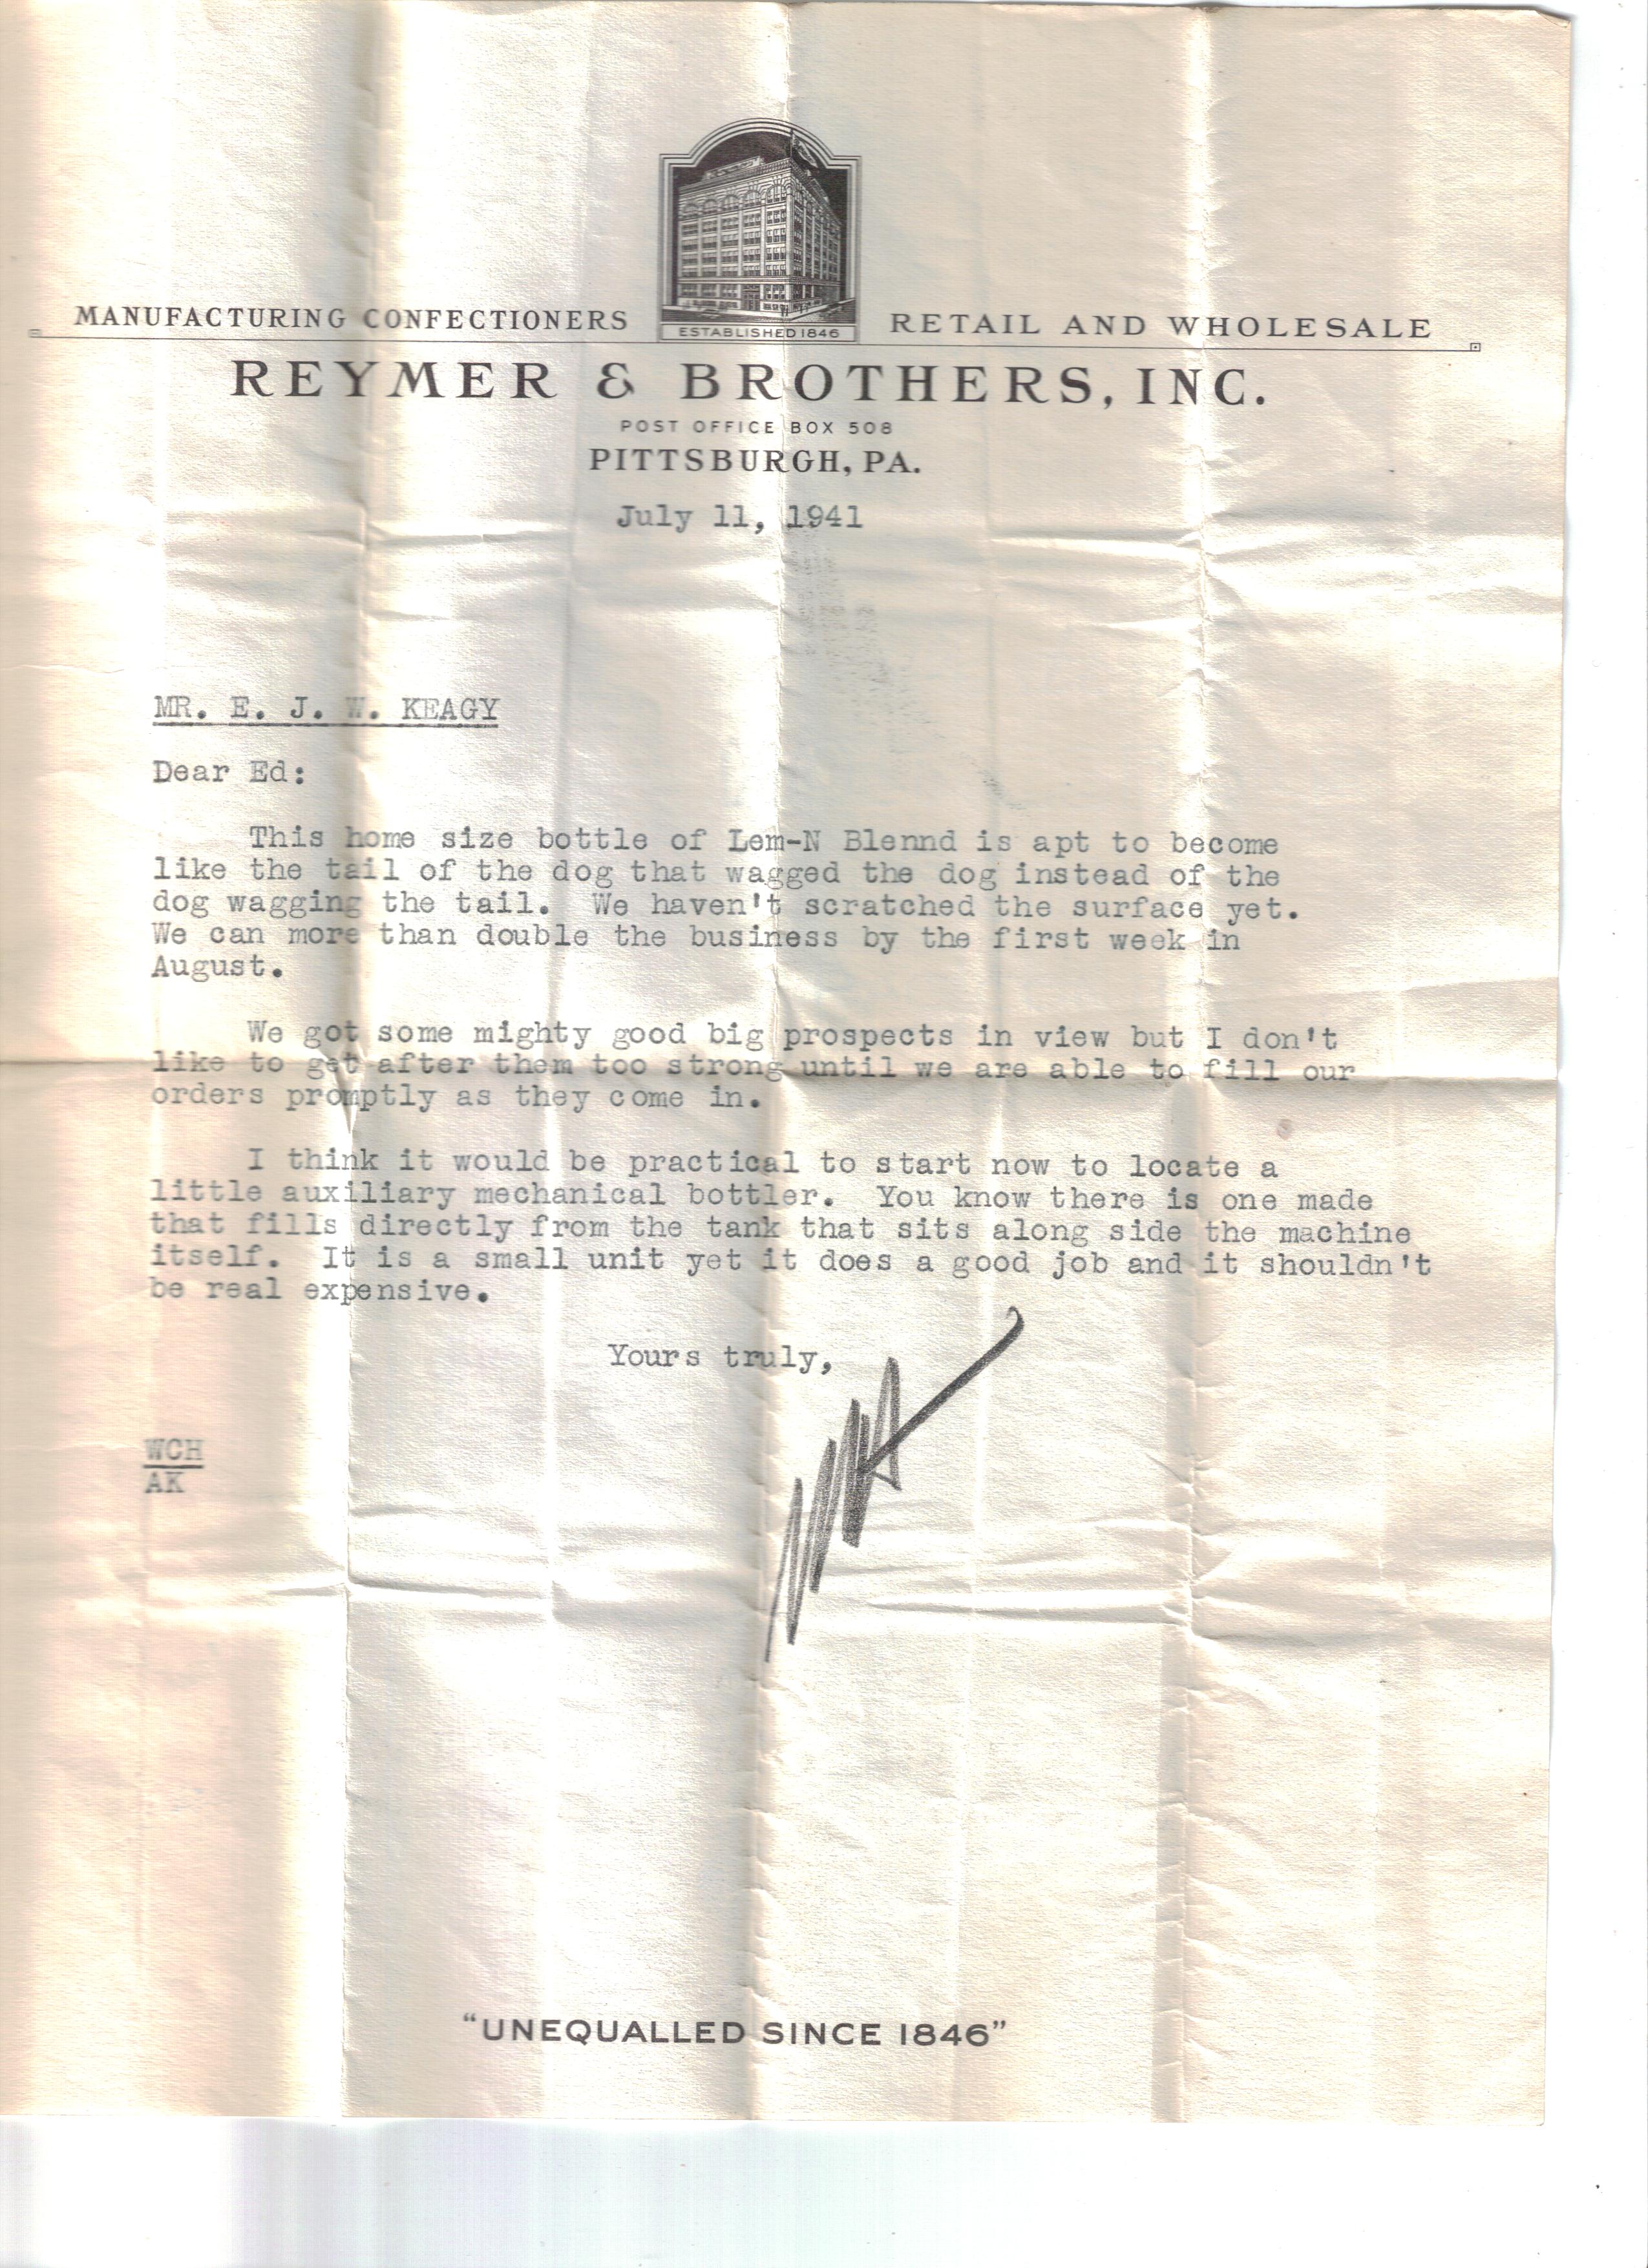 MANUFACTURING CONFECTIONERS
ESTABLISHED 1846
RETAIL AND WHOLESALE
REYMER & BROTHERS, INC.
POST OFFICE BOX 508
PITTSBURGH, PA.
July 11, 1941
MR. E. J. W. KEAGY
Dear Ed:
This home size bottle of Lem-N Blennd is apt to become
like the tail of the dog that wagged the dog instead of the
dog wagging the tail. We haven't scratched the surface yet.
We can more than double the business by the first week in
August.
We got some mighty good big prospects in view but I don't
like to get after them too strong until we are able to fill our
orders promptly as they come in.
I think it would be practical to start now to locate a
little auxiliary mechanical bottler. You know there is one made
that fills directly from the tank that sits along side the machine
itself. It is a small unit yet it does a good job and it shouldn't
be real expensive.
Yours truly,
WCH
AK
"UNEQUALLED SINCE 1846"